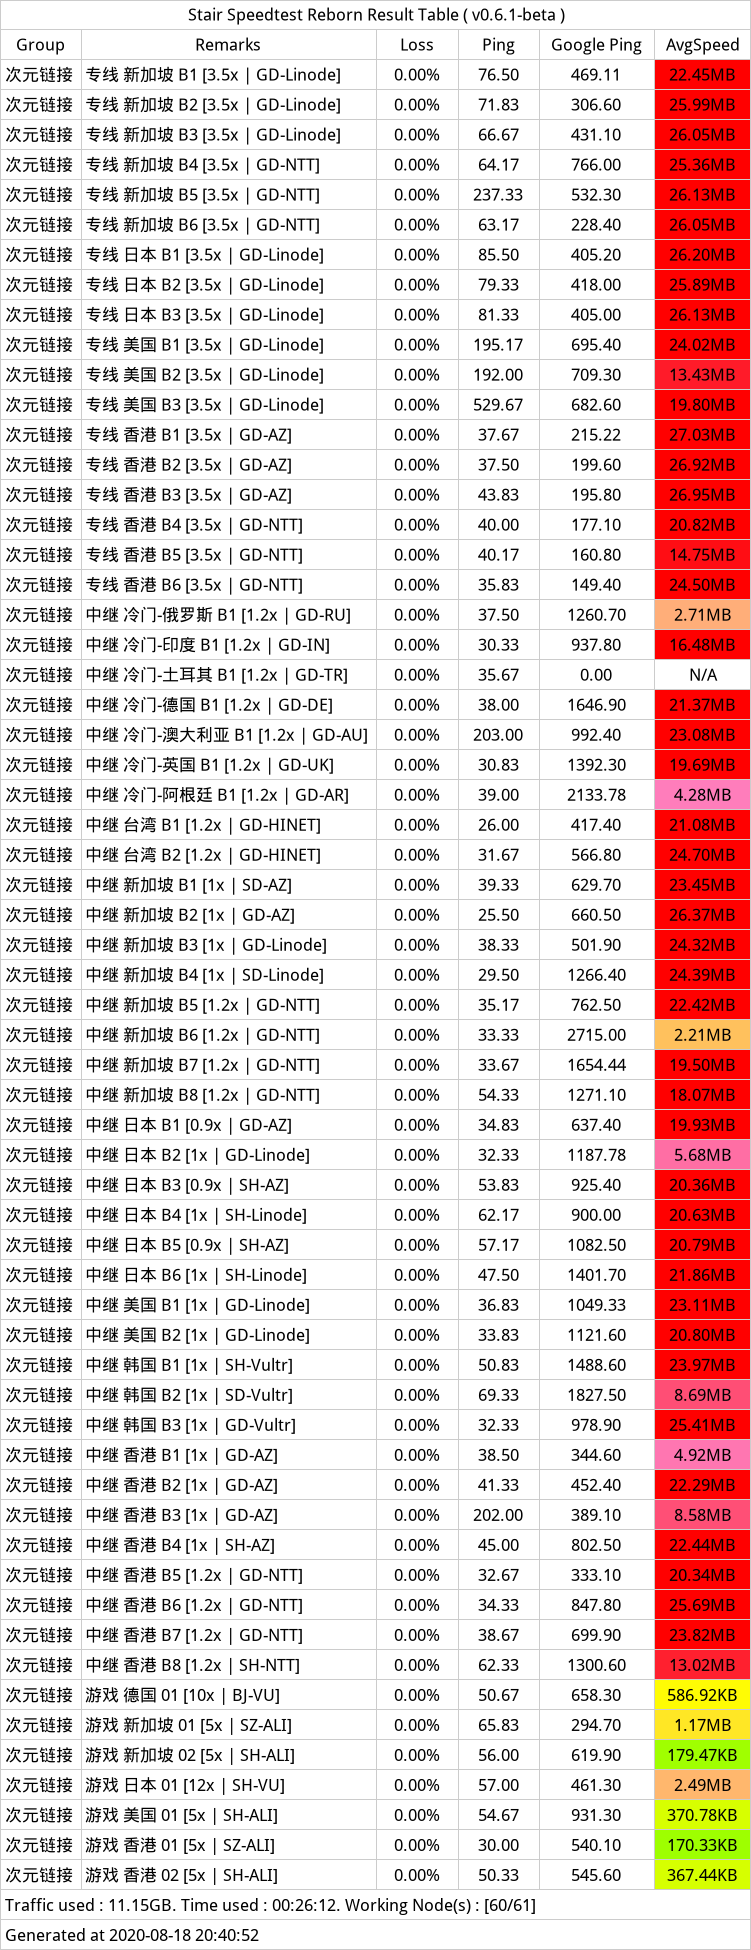 Stair Speedtest Reborn Result Table ( v0.6.1-beta )
Group Remarks Loss Ping Google Ping AvgSpeed
次元链接 专线 新加坡 B1 [3.5x | GD-Linode] 0.00% 76.50 469.11 22.45MB
次元链接 专线 新加坡 B2 [3.5x | GD-Linode] 0.00% 71.83 306.60 25.99MB
次元链接 专线 新加坡 B3 [3.5x | GD-Linode] 0.00% 66.67 431.10 26.05MB
次元链接 专线 新加坡 B4 [3.5x | GD-NTT] 0.00% 64.17 766.00 25.36MB
次元链接 专线 新加坡 B5 [3.5x | GD-NTT] 0.00% 237.33 532.30 26.13MB
次元链接 专线 新加坡 B6 [3.5x | GD-NTT] 0.00% 63.17 228.40 26.05MB
次元链接 专线 日本 B1 [3.5x | GD-Linode] 0.00% 85.50 405.20 26.20MB
次元链接 专线 日本 B2 [3.5x | GD-Linode] 0.00% 79.33 418.00 25.89MB
次元链接 专线 日本 B3 [3.5x | GD-Linode] 0.00% 81.33 405.00 26.13MB
次元链接 专线 美国 B1 [3.5x | GD-Linode] 0.00% 195.17 695.40 24.02MB
次元链接 专线 美国 B2 [3.5x | GD-Linode] 0.00% 192.00 709.30 13.43MB
次元链接 专线 美国 B3 [3.5x | GD-Linode] 0.00% 529.67 682.60 19.80MB
次元链接 专线 香港 B1 [3.5x | GD-AZ] 0.00% 37.67 215.22 27.03MB
次元链接 专线 香港 B2 [3.5x | GD-AZ] 0.00% 37.50 199.60 26.92MB
次元链接 专线 香港 B3 [3.5x | GD-AZ] 0.00% 43.83 195.80 26.95MB
次元链接 专线 香港 B4 [3.5x | GD-NTT] 0.00% 40.00 177.10 20.82MB
次元链接 专线 香港 B5 [3.5x | GD-NTT] 0.00% 40.17 160.80 14.75MB
次元链接 专线 香港 B6 [3.5x | GD-NTT] 0.00% 35.83 149.40 24.50MB
次元链接 中继 冷门-俄罗斯 B1 [1.2x | GD-RU] 0.00% 37.50 1260.70 2.71MB
次元链接 中继 冷门-印度 B1 [1.2x | GD-IN] 0.00% 30.33 937.80 16.48MB
次元链接 中继 冷门-土耳其 B1 [1.2x | GD-TR] 0.00% 35.67 0.00 N/A
次元链接 中继 冷门-德国 B1 [1.2x | GD-DE] 0.00% 38.00 1646.90 21.37MB
次元链接 中继 冷门-澳大利亚 B1 [1.2x | GD-AU] 0.00% 203.00 992.40 23.08MB
次元链接 中继 冷门-英国 B1 [1.2x | GD-UK] 0.00% 30.83 1392.30 19.69MB
次元链接 中继 冷门-阿根廷 B1 [1.2x | GD-AR] 0.00% 39.00 2133.78 4.28MB
次元链接 中继 台湾 B1 [1.2x | GD-HINET] 0.00% 26.00 417.40 21.08MB
次元链接 中继 台湾 B2 [1.2x | GD-HINET] 0.00% 31.67 566.80 24.70MB
次元链接 中继 新加坡 B1 [1x | SD-AZ] 0.00% 39.33 629.70 23.45MB
次元链接 中继 新加坡 B2 [1x | GD-AZ] 0.00% 25.50 660.50 26.37MB
次元链接 中继 新加坡 B3 [1x | GD-Linode] 0.00% 38.33 501.90 24.32MB
次元链接 中继 新加坡 B4 [1x | SD-Linode] 0.00% 29.50 1266.40 24.39MB
次元链接 中继 新加坡 B5 [1.2x | GD-NTT] 0.00% 35.17 762.50 22.42MB
次元链接 中继 新加坡 B6 [1.2x | GD-NTT] 0.00% 33.33 2715.00 2.21MB
次元链接 中继 新加坡 B7 [1.2x | GD-NTT] 0.00% 33.67 1654.44 19.50MB
次元链接 中继 新加坡 B8 [1.2x | GD-NTT] 0.00% 54.33 1271.10 18.07MB
次元链接 中继 日本 B1 [0.9x | GD-AZ] 0.00% 34.83 637.40 19.93MB
次元链接 中继 日本 B2 [1x | GD-Linode] 0.00% 32.33 1187.78 5.68MB
次元链接 中继 日本 B3 [0.9x | SH-AZ] 0.00% 53.83 925.40 20.36MB
次元链接 中继 日本 B4 [1x | SH-Linode] 0.00% 62.17 900.00 20.63MB
次元链接 中继 日本 B5 [0.9x | SH-AZ] 0.00% 57.17 1082.50 20.79MB
次元链接 中继 日本 B6 [1x | SH-Linode] 0.00% 47.50 1401.70 21.86MB
次元链接 中继 美国 B1 [1x | GD-Linode] 0.00% 36.83 1049.33 23.11MB
次元链接 中继 美国 B2 [1x | GD-Linode] 0.00% 33.83 1121.60 20.80MB
次元链接 中继 韩国 B1 [1x | SH-Vultr] 0.00% 50.83 1488.60 23.97MB
次元链接 中继 韩国 B2 [1x | SD-Vultr] 0.00% 69.33 1827.50 8.69MB
次元链接 中继 韩国 B3 [1x | GD-Vultr] 0.00% 32.33 978.90 25.41MB
次元链接 中继 香港 B1 [1x | GD-AZ] 0.00% 38.50 344.60 4.92MB
次元链接 中继 香港 B2 [1x | GD-AZ] 0.00% 41.33 452.40 22.29MB
次元链接 中继 香港 B3 [1x | GD-AZ] 0.00% 202.00 389.10 8.58MB
次元链接 中继 香港 B4 [1x | SH-AZ] 0.00% 45.00 802.50 22.44MB
次元链接 中继 香港 B5 [1.2x | GD-NTT] 0.00% 32.67 333.10 20.34MB
次元链接 中继 香港 B6 [1.2x | GD-NTT] 0.00% 34.33 847.80 25.69MB
次元链接 中继 香港 B7 [1.2x | GD-NTT] 0.00% 38.67 699.90 23.82MB
次元链接 中继 香港 B8 [1.2x | SH-NTT] 0.00% 62.33 1300.60 13.02MB
次元链接 游戏 德国 01 [10x | BJ-VU] 0.00% 50.67 658.30 586.92KB
次元链接 游戏 新加坡 01 [5x | SZ-ALI] 0.00% 65.83 294.70 1.17MB
次元链接 游戏 新加坡 02 [5x | SH-ALI] 0.00% 56.00 619.90 179.47KB
次元链接 游戏 日本 01 [12x | SH-VU] 0.00% 57.00 461.30 2.49MB
次元链接 游戏 美国 01 [5x | SH-ALI] 0.00% 54.67 931.30 370.78KB
次元链接 游戏 香港 01 [5x | SZ-ALI] 0.00% 30.00 540.10 170.33KB
次元链接 游戏 香港 02 [5x | SH-ALI] 0.00% 50.33 545.60 367.44KB
Traffic used : 11.15GB. Time used : 00:26:12. Working Node(s) : [60/61]
Generated at 2020-08-18 20:40:52